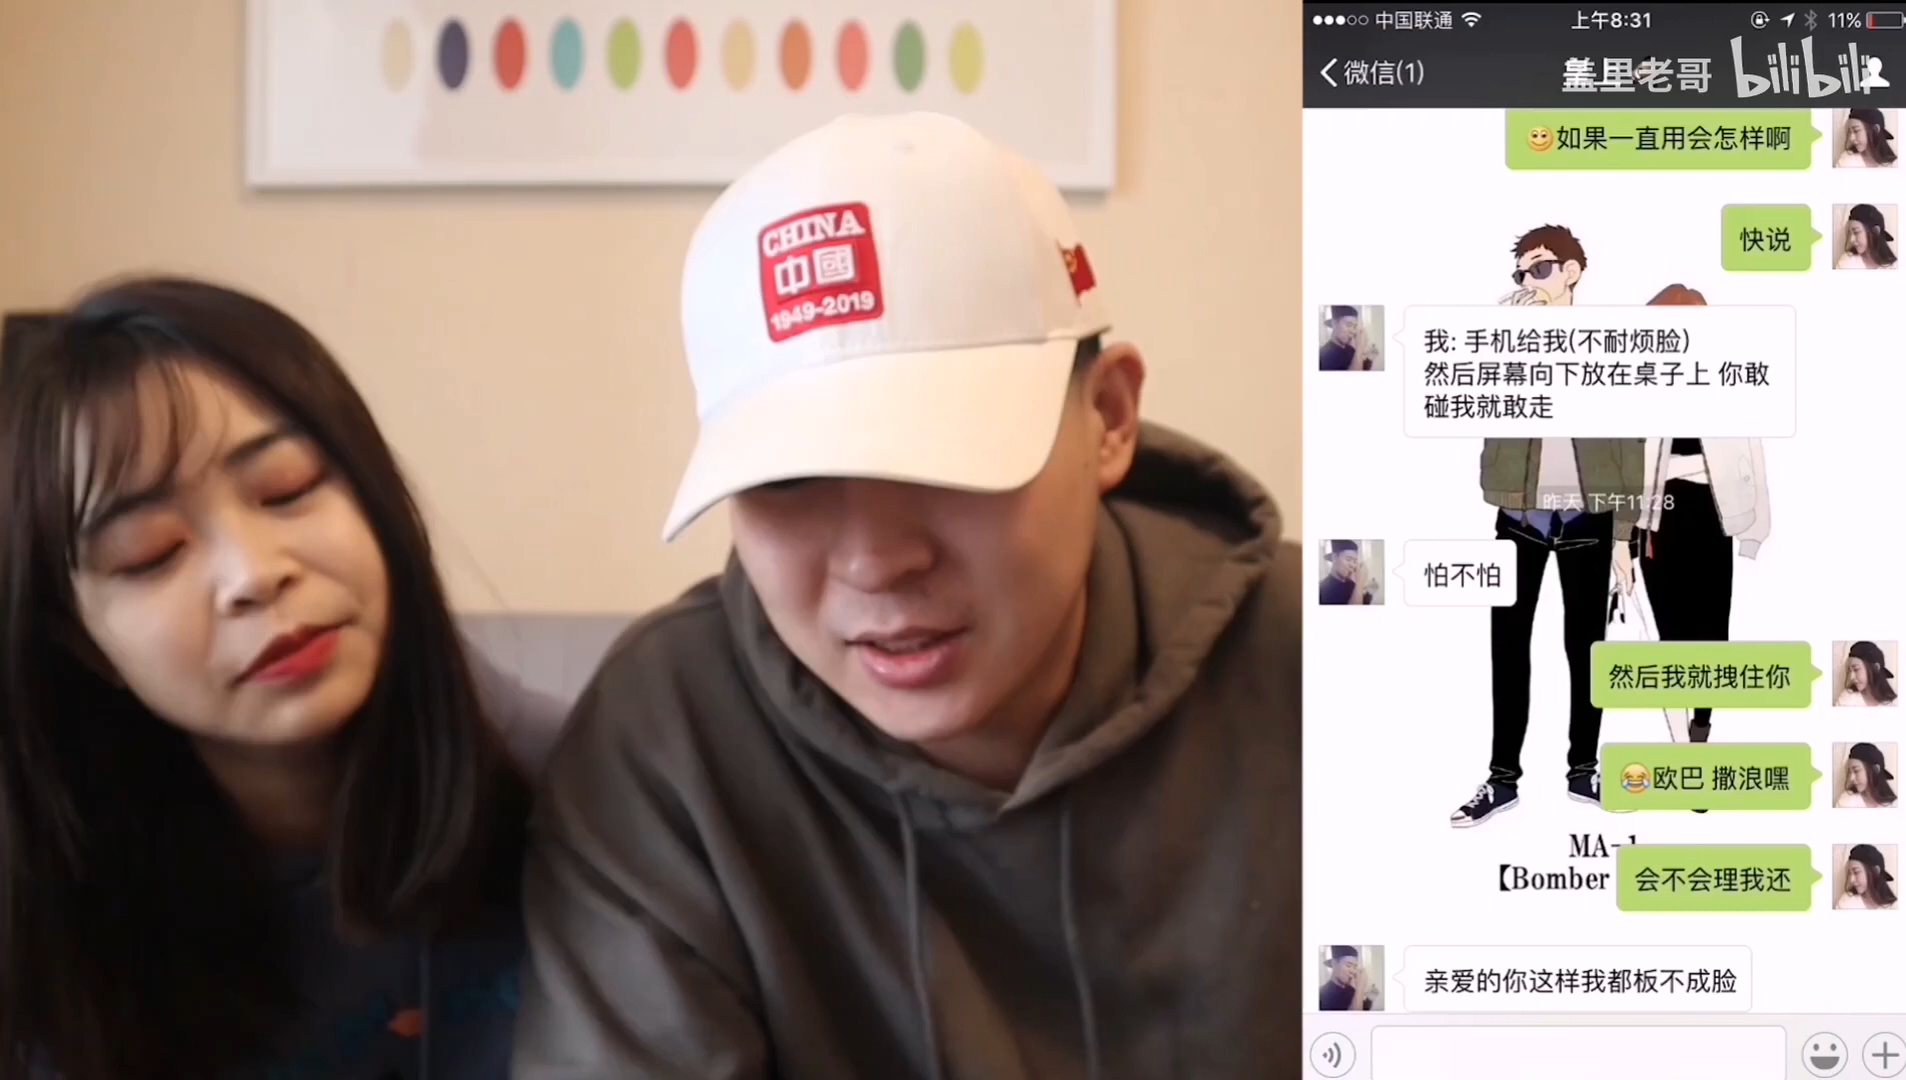 CHINA
中國
1949-2019
中国联通
上午8:31
11%
微信(1)
盖里老哥
bilibili
如果一直用会怎样啊
快说
我: 手机给我(不耐烦脸)
然后屏幕向下放在桌子上 你敢
碰我就敢走
昨天 下午11:28
怕不怕
然后我就拽住你
欧巴 撒浪嘿
MA-1
【Bomber
会不会理我还
亲爱的你这样我都板不成脸